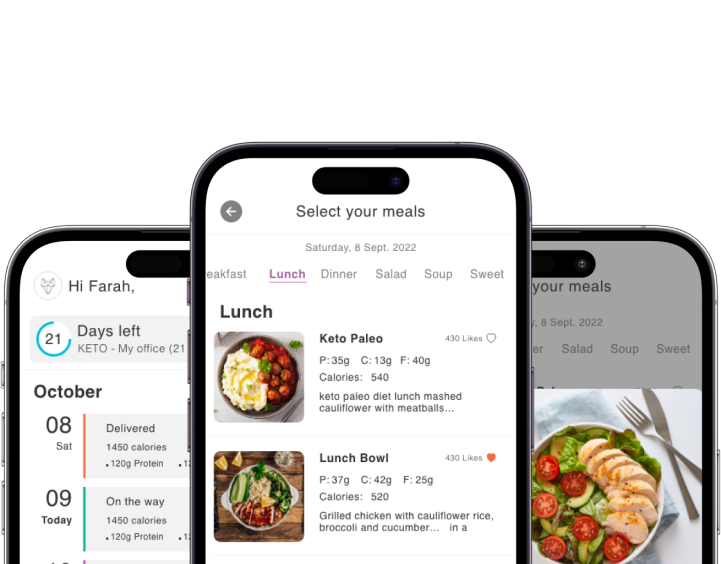 Hi Farah,
21
Days left
KETO - My office (21
October
08
Sat
Delivered
1450 calories
• 120g Protein
09
Today
On the way
1450 calories
• 120g Protein
Select your meals
Saturday, 8 Sept. 2022
eakfast Lunch Dinner Salad Soup Sweet
Lunch
Keto Paleo 430 Likes
P: 35g C: 13g F: 40g
Calories: 540
keto paleo diet lunch mashed
cauliflower with meatballs...
Lunch Bowl 430 Likes
P: 37g C: 42g F: 25g
Calories: 520
Grilled chicken with cauliflower rice,
broccoli and cucumber... in a
your meals
y, 8 Sept. 2022
er Salad Soup Sweet